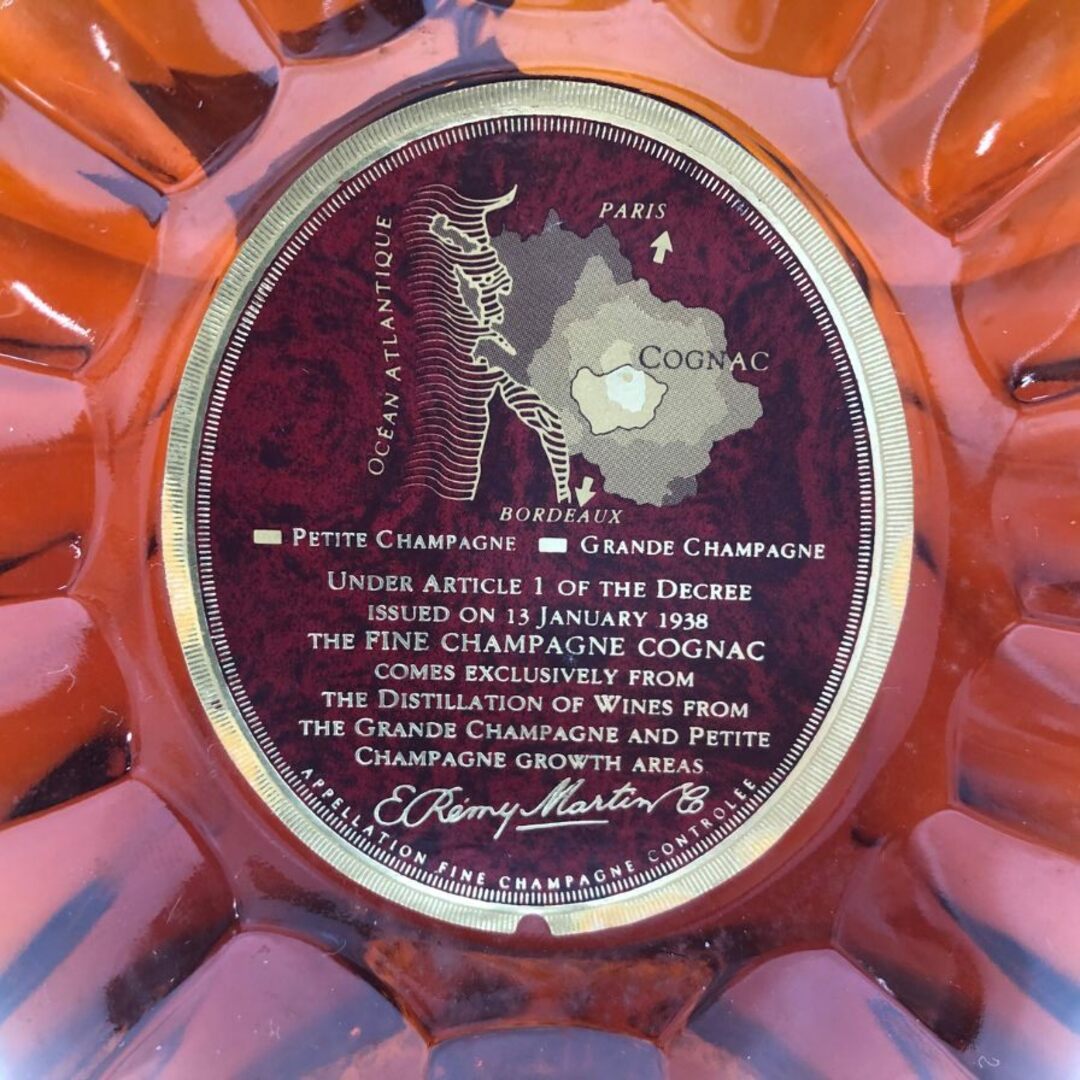 PARIS
OCÉAN ATLANTIQUE
COGNAC
BORDEAUX
PETITE CHAMPAGNE GRANDE CHAMPAGNE
UNDER ARTICLE 1 OF THE DECREE
ISSUED ON 13 JANUARY 1938
THE FINE CHAMPAGNE COGNAC
COMES EXCLUSIVELY FROM
THE DISTILLATION OF WINES FROM
THE GRANDE CHAMPAGNE AND PETITE
CHAMPAGNE GROWTH AREAS
E. Rémy Martin & Co
APPELLATION FINE CHAMPAGNE CONTROLEE